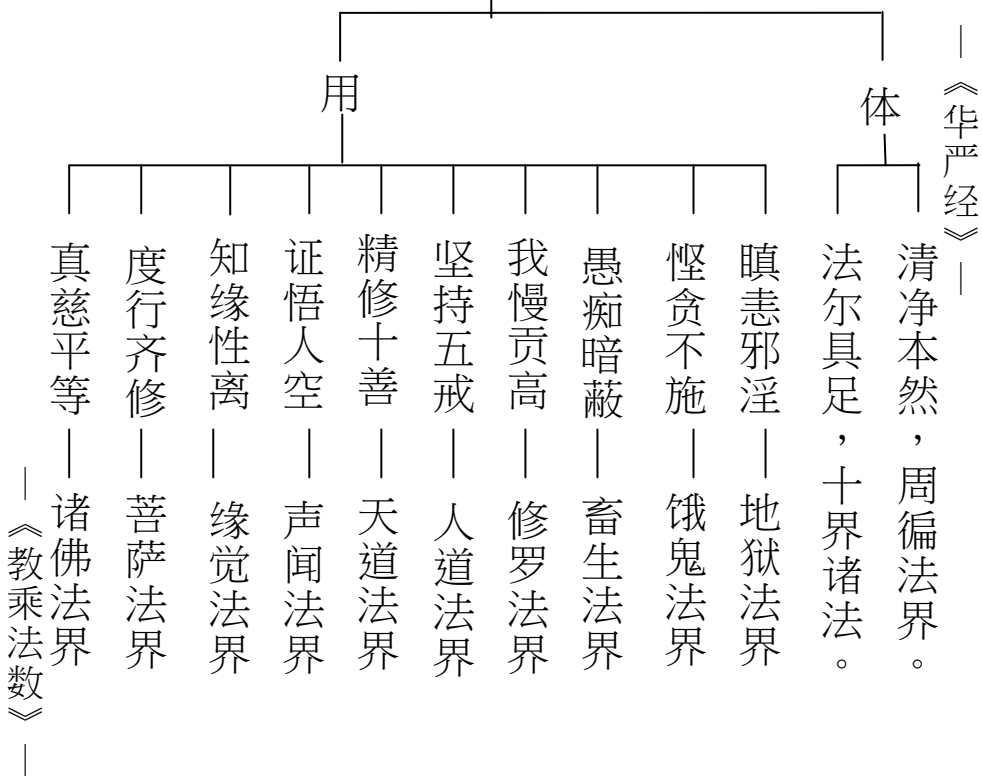 —《华严经》—
体
清净本然，周徧法界。
法尔具足，十界诸法。
用
瞋恚邪淫—地狱法界
悭贪不施—饿鬼法界
愚痴暗蔽—畜生法界
我慢贡高—修罗法界
坚持五戒—人道法界
精修十善—天道法界
证悟人空—声闻法界
知缘性离—缘觉法界
度行齐修—菩萨法界
真慈平等—诸佛法界
—《教乘法数》—